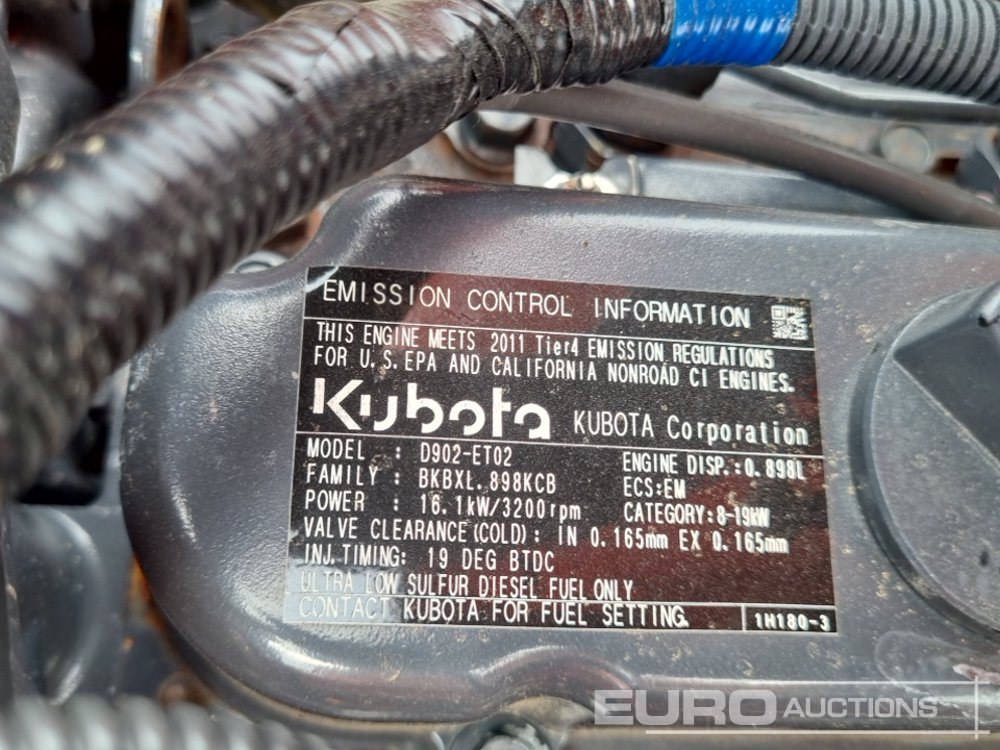 EMISSION CONTROL INFORMATION
THIS ENGINE MEETS 2011 Tier4 EMISSION REGULATIONS
FOR U.S.EPA AND CALIFORNIA NONROAD CI ENGINES.
Kubota KUBOTA Corporation
MODEL : D902-ET02 ENGINE DISP.:0.898L
FAMILY : BKBXL.898KCB ECS:EM
POWER : 16.1kW/3200rpm CATEGORY:8-19kW
VALVE CLEARANCE(COLD): IN 0.165mm EX 0.165mm
INJ.TIMING: 19 DEG BTDC
ULTRA LOW SULFUR DIESEL FUEL ONLY
CONTACT KUBOTA FOR FUEL SETTING. 1H180-3
EURO AUCTIONS